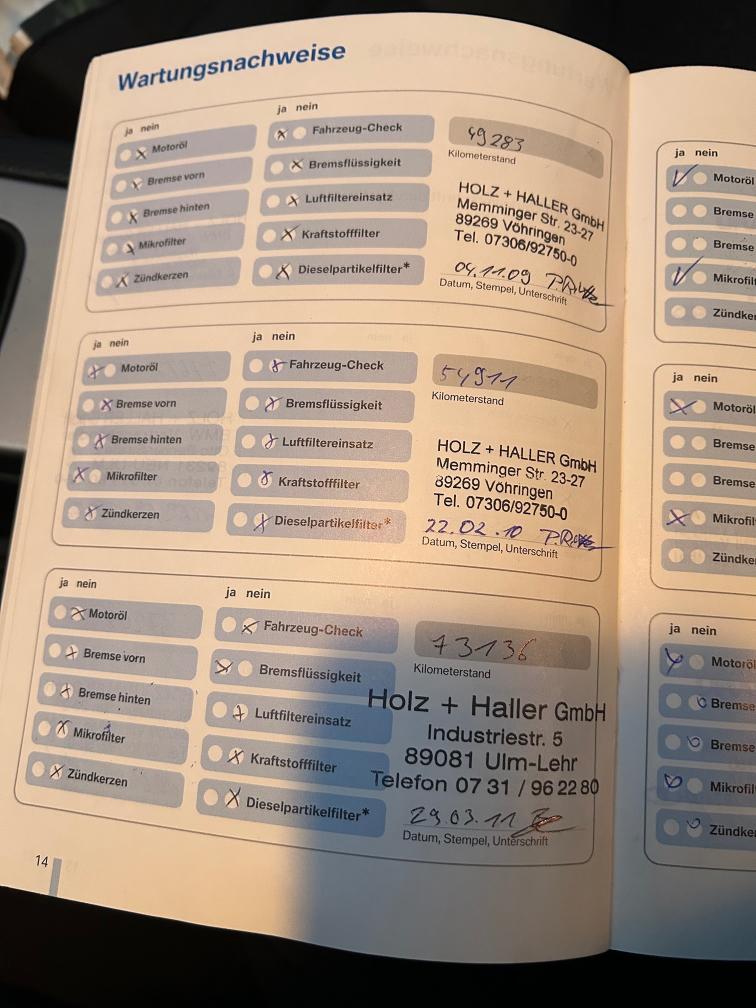 Wartungsnachweise
ja nein
Motoröl
Bremse vorn
Bremse hinten
Mikrofilter
Zündkerzen
ja nein
Fahrzeug-Check
Bremsflüssigkeit
Luftfiltereinsatz
Kraftstofffilter
Dieselpartikelfilter*
49283
Kilometerstand
HOLZ + HALLER GmbH
Memminger Str. 23-27
89269 Vöhringen
Tel. 07306/92750-0
04.11.09
Datum, Stempel, Unterschrift
ja nein
Motoröl
Bremse vorn
Bremse hinten
Mikrofilter
Zündkerzen
ja nein
Fahrzeug-Check
Bremsflüssigkeit
Luftfiltereinsatz
Kraftstofffilter
Dieselpartikelfilter*
54911
Kilometerstand
HOLZ + HALLER GmbH
Memminger Str. 23-27
89269 Vöhringen
Tel. 07306/92750-0
22.02.10
Datum, Stempel, Unterschrift
ja nein
Motoröl
Bremse vorn
Bremse hinten
Mikrofilter
Zündkerzen
ja nein
Fahrzeug-Check
Bremsflüssigkeit
Luftfiltereinsatz
Kraftstofffilter
Dieselpartikelfilter*
73136
Kilometerstand
Holz + Haller GmbH
Industriestr. 5
89081 Ulm-Lehr
Telefon 07 31 / 96 22 80
29.03.11
Datum, Stempel, Unterschrift
14
ja nein
Motoröl
Bremse
Bremse
Mikrofil
Zündke
ja nein
Motoröl
Bremse
Bremse
Mikrofil
Zündke
ja nein
Motoröl
Bremse
Bremse
Mikrofil
Zündke